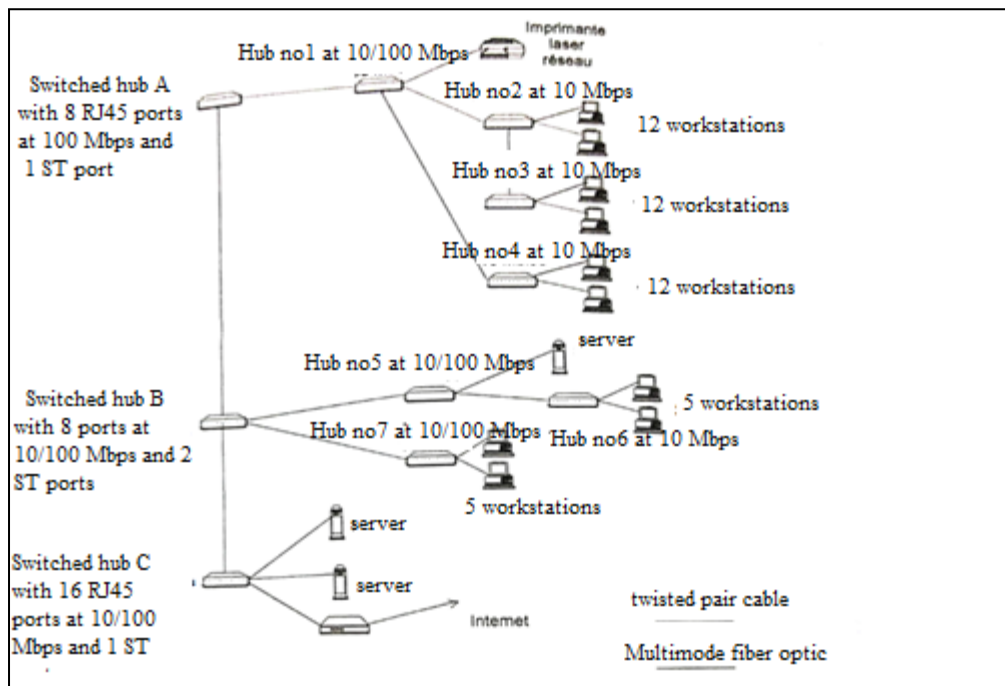 Imprimante
laser
réseau
Hub no1 at 10/100 Mbps
Switched hub A
with 8 RJ45 ports
at 100 Mbps and
1 ST port
Hub no2 at 10 Mbps
12 workstations
Hub no3 at 10 Mbps
12 workstations
Hub no4 at 10 Mbps
12 workstations
server
Hub no5 at 10/100 Mbps
Switched hub B
with 8 ports at
10/100 Mbps and 2
ST ports
5 workstations
Hub no7 at 10/100 Mbps
Hub no6 at 10 Mbps
5 workstations
server
Switched hub C
with 16 RJ45
ports at 10/100
Mbps and 1 ST
server
Internet
twisted pair cable
Multimode fiber optic